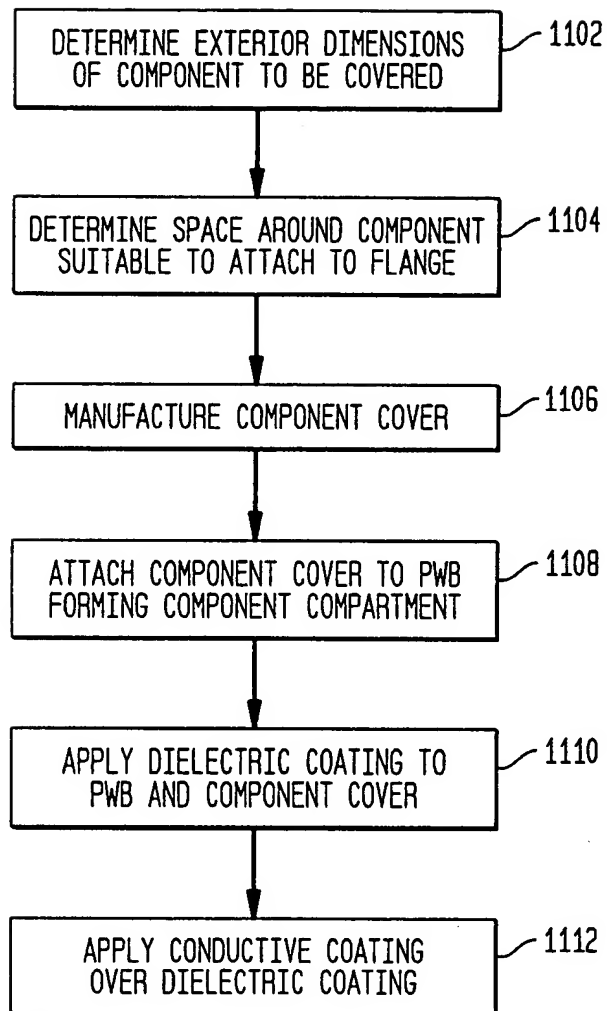 DETERMINE EXTERIOR DIMENSIONS
OF COMPONENT TO BE COVERED
1102
DETERMINE SPACE AROUND COMPONENT
SUITABLE TO ATTACH TO FLANGE
1104
MANUFACTURE COMPONENT COVER
1106
ATTACH COMPONENT COVER TO PWB
FORMING COMPONENT COMPARTMENT
1108
APPLY DIELECTRIC COATING TO
PWB AND COMPONENT COVER
1110
APPLY CONDUCTIVE COATING
OVER DIELECTRIC COATING
1112